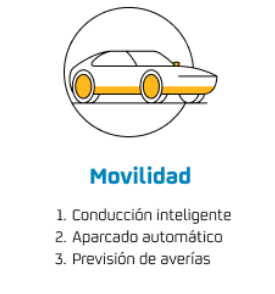 Movilidad
1. Conducción inteligente
2. Aparcado automático
3. Previsión de averías